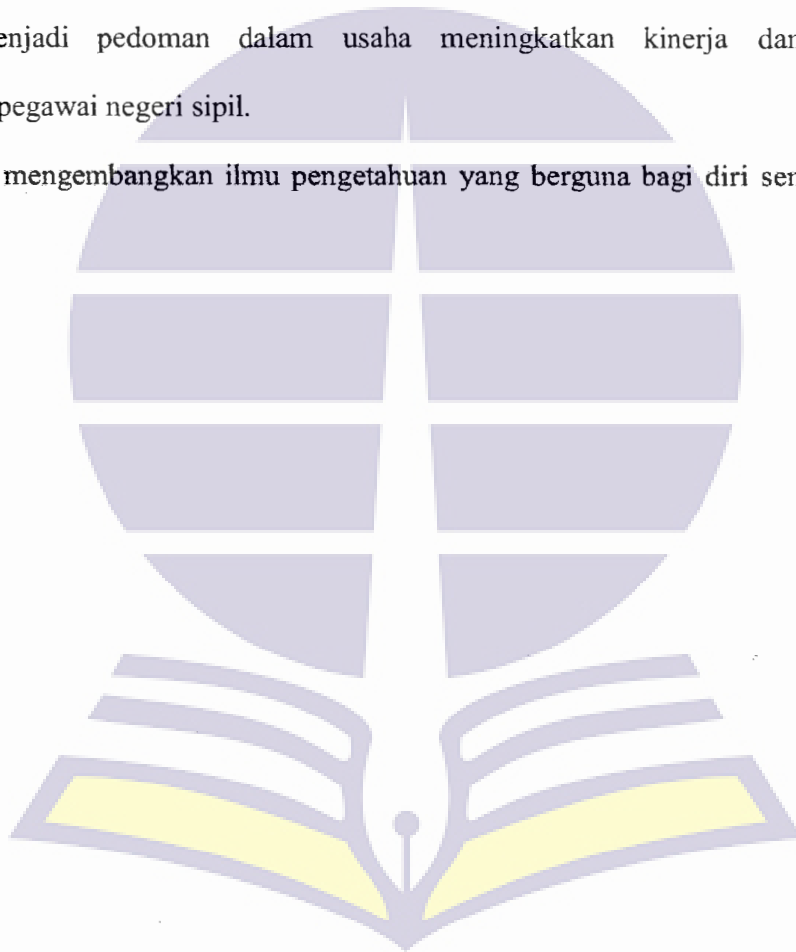 enjadi pedoman dalam usaha meningkatkan kinerja dan
pegawai negeri sipil.
mengembangkan ilmu pengetahuan yang berguna bagi diri sen